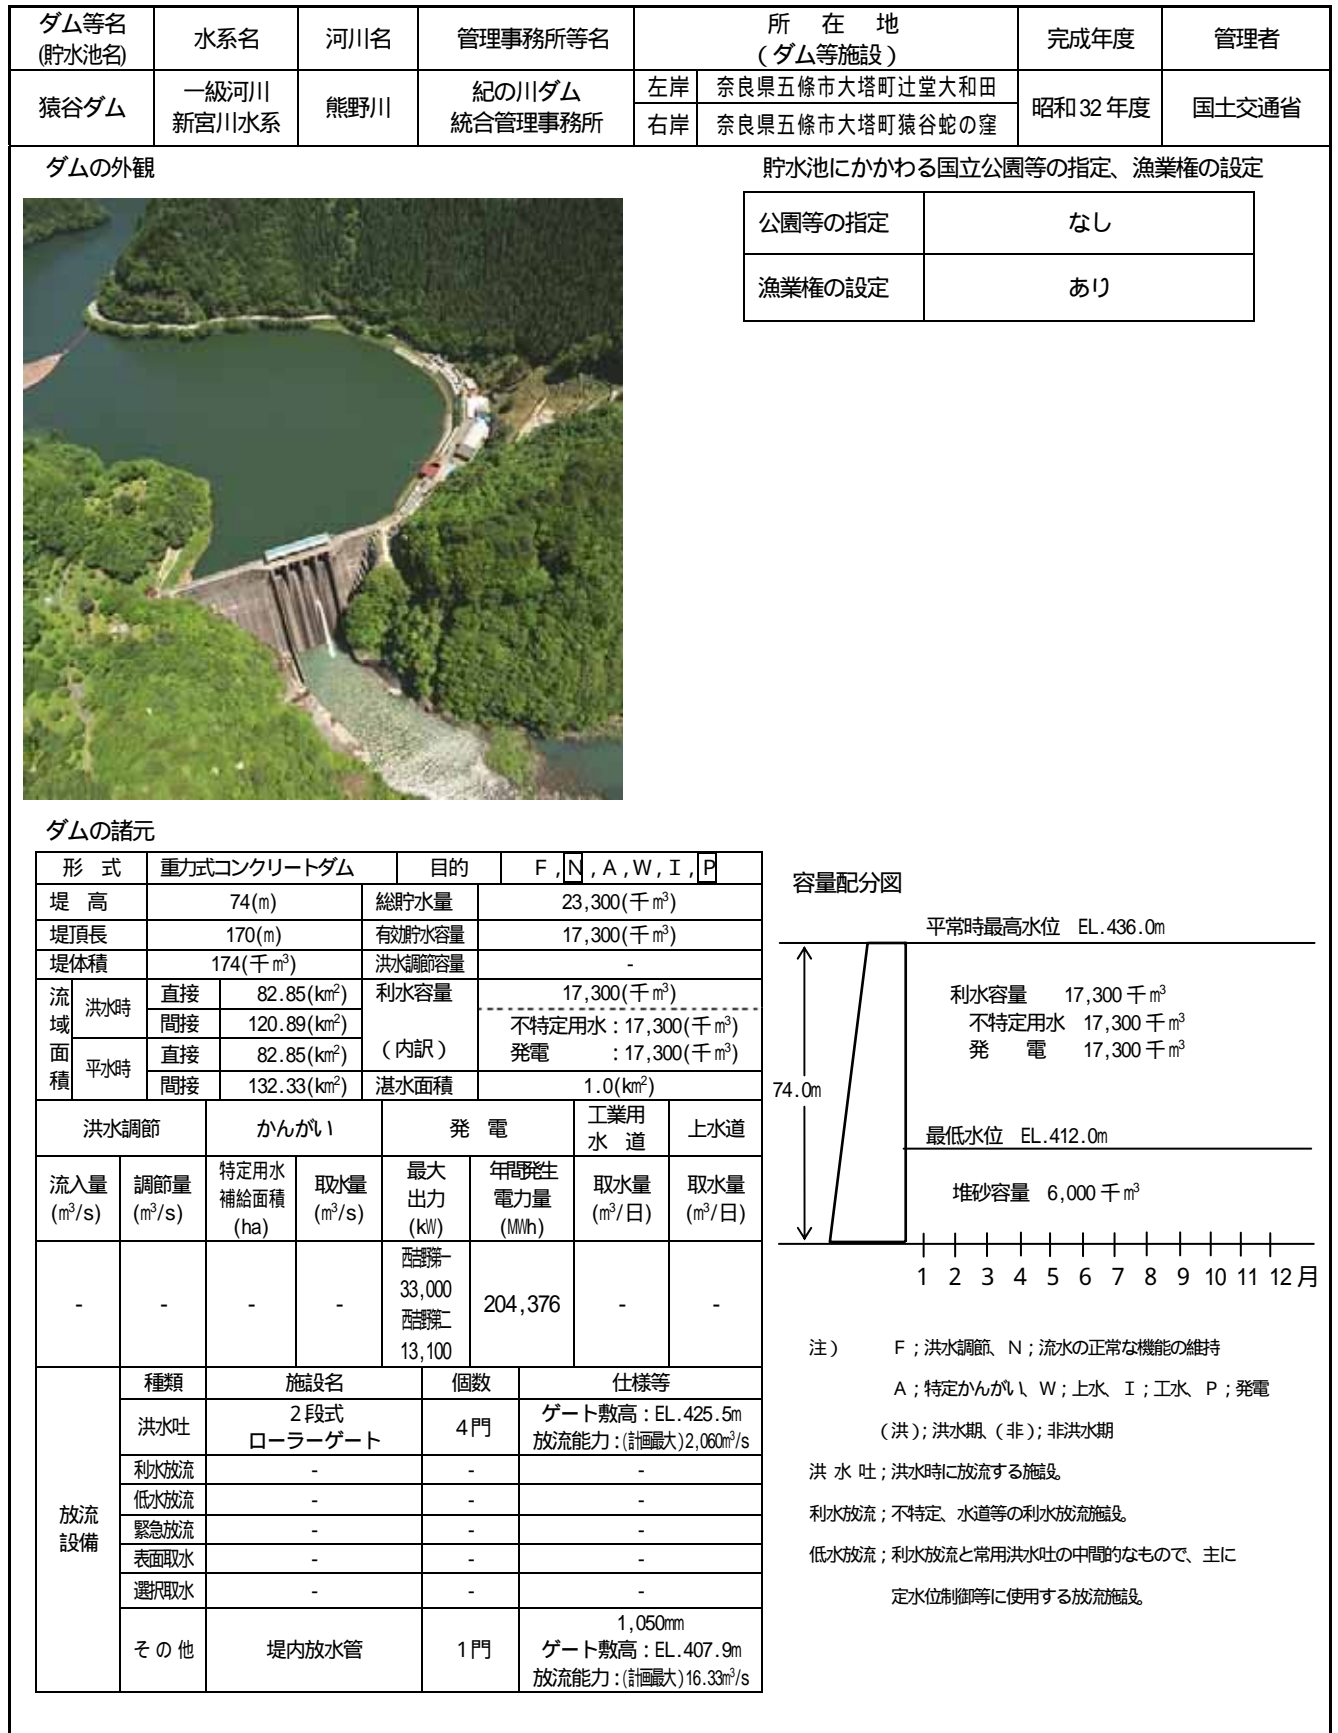 ダム等名
(貯水池名)
水系名
河川名
管理事務所等名
所 在 地
(ダム等施設)
完成年度
管理者
猿谷ダム
一級河川
新宮川水系
熊野川
紀の川ダム
統合管理事務所
左岸
奈良県五條市大塔町辻堂大和田
右岸
奈良県五條市大塔町猿谷蛇の窪
昭和32年度
国土交通省
ダムの外観
貯水池にかかわる国立公園等の指定、漁業権の設定
公園等の指定
なし
漁業権の設定
あり
ダムの諸元
形 式
重力式コンクリートダム
目的
F,N,A,W,I,P
堤 高
74(m)
総貯水量
23,300(千m³)
堤頂長
170(m)
有効貯水容量
17,300(千m³)
堤体積
174(千m³)
洪水調節容量
-
流域面積
洪水時
直接
82.85(km²)
間接
120.89(km²)
平水時
直接
82.85(km²)
間接
132.33(km²)
利水容量
(内訳)
17,300(千m³)
不特定用水:17,300(千m³)
発電 :17,300(千m³)
湛水面積
1.0(km²)
洪水調節
かんがい
発 電
工業用
水 道
上水道
流入量
(m³/s)
調節量
(m³/s)
特定用水
補給面積
(ha)
取水量
(m³/s)
最大
出力
(kW)
年間発生
電力量
(MWh)
取水量
(m³/日)
取水量
(m³/日)
-
-
-
-
西吉野第一
33,000
西吉野第二
13,100
204,376
-
-
放流
設備
種類
施設名
個数
仕様等
洪水吐
2段式
ローラーゲート
4門
ゲート敷高:EL.425.5m
放流能力:(計画最大)2,060m³/s
利水放流
-
-
-
低水放流
-
-
-
緊急放流
-
-
-
表面取水
-
-
-
選択取水
-
-
-
その他
堤内放水管
1門
1,050mm
ゲート敷高:EL.407.9m
放流能力:(計画最大)16.33m³/s
容量配分図
平常時最高水位 EL.436.0m
利水容量 17,300千m³
不特定用水 17,300千m³
発 電 17,300千m³
74.0m
最低水位 EL.412.0m
堆砂容量 6,000千m³
1 2 3 4 5 6 7 8 9 10 11 12月
注) F;洪水調節、N;流水の正常な機能の維持
A;特定かんがい、W;上水、I;工水、P;発電
(洪);洪水期、(非);非洪水期
洪 水 吐;洪水時に放流する施設。
利水放流;不特定、水道等の利水放流施設。
低水放流;利水放流と常用洪水吐の中間的なもので、主に
定水位制御等に使用する放流施設。